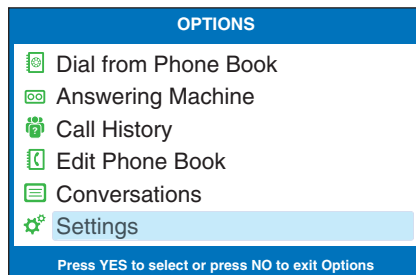 OPTIONS
Dial from Phone Book
Answering Machine
Call History
Edit Phone Book
Conversations
Settings
Press YES to select or press NO to exit Options